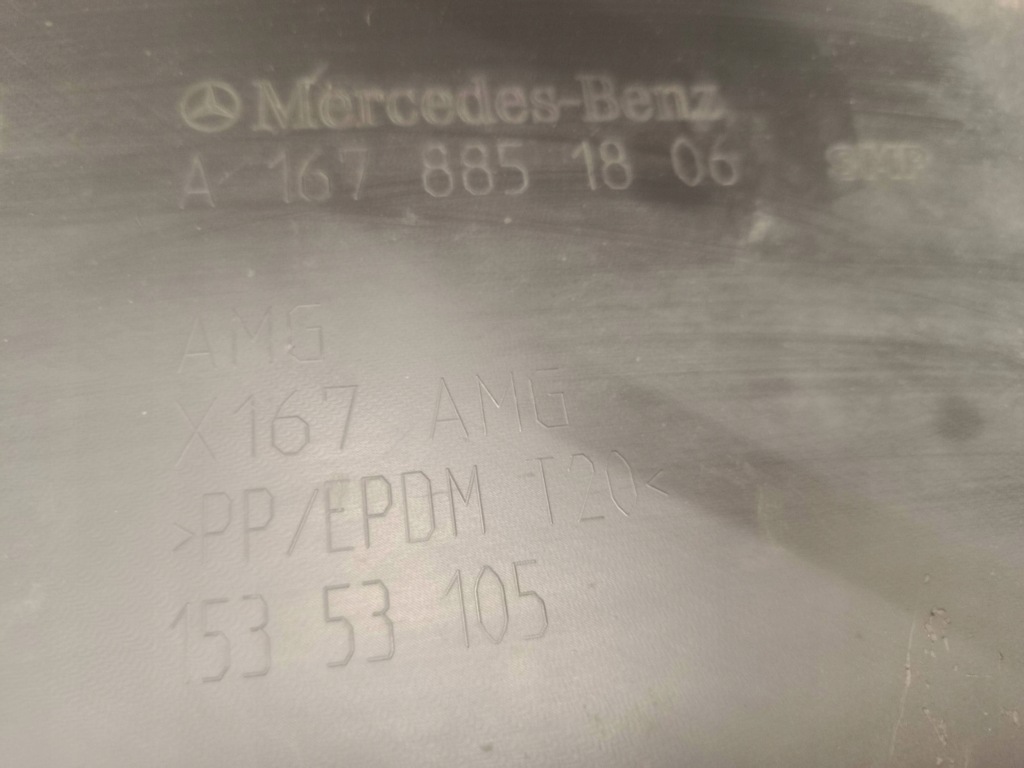 Mercedes-Benz
A 167 885 18 06
AMG
X167 AMG
>PP/EPDM-T20<
153 53 105